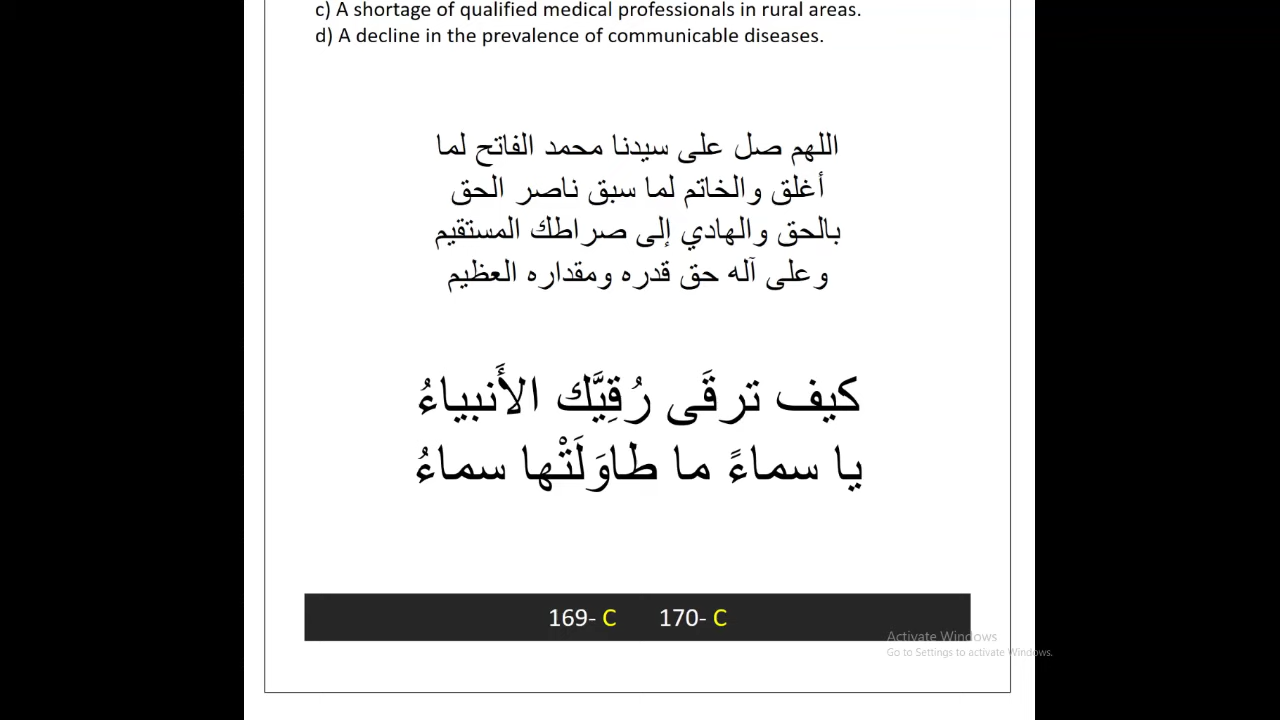 c) A shortage of qualified medical professionals in rural areas.
d) A decline in the prevalence of communicable diseases.
اللهم صل على سيدنا محمد الفاتح لما
أغلق والخاتم لما سبق ناصر الحق
بالحق والهادي إلى صراطك المستقيم
وعلى آله حق قدره ومقداره العظيم
كيف ترقَى رُقِيَّك الأَنبياءُ
يا سماءً ما طاوَلَتْها سماءُ
169- C 170- C
Activate Windows
Go to Settings to activate Windows.